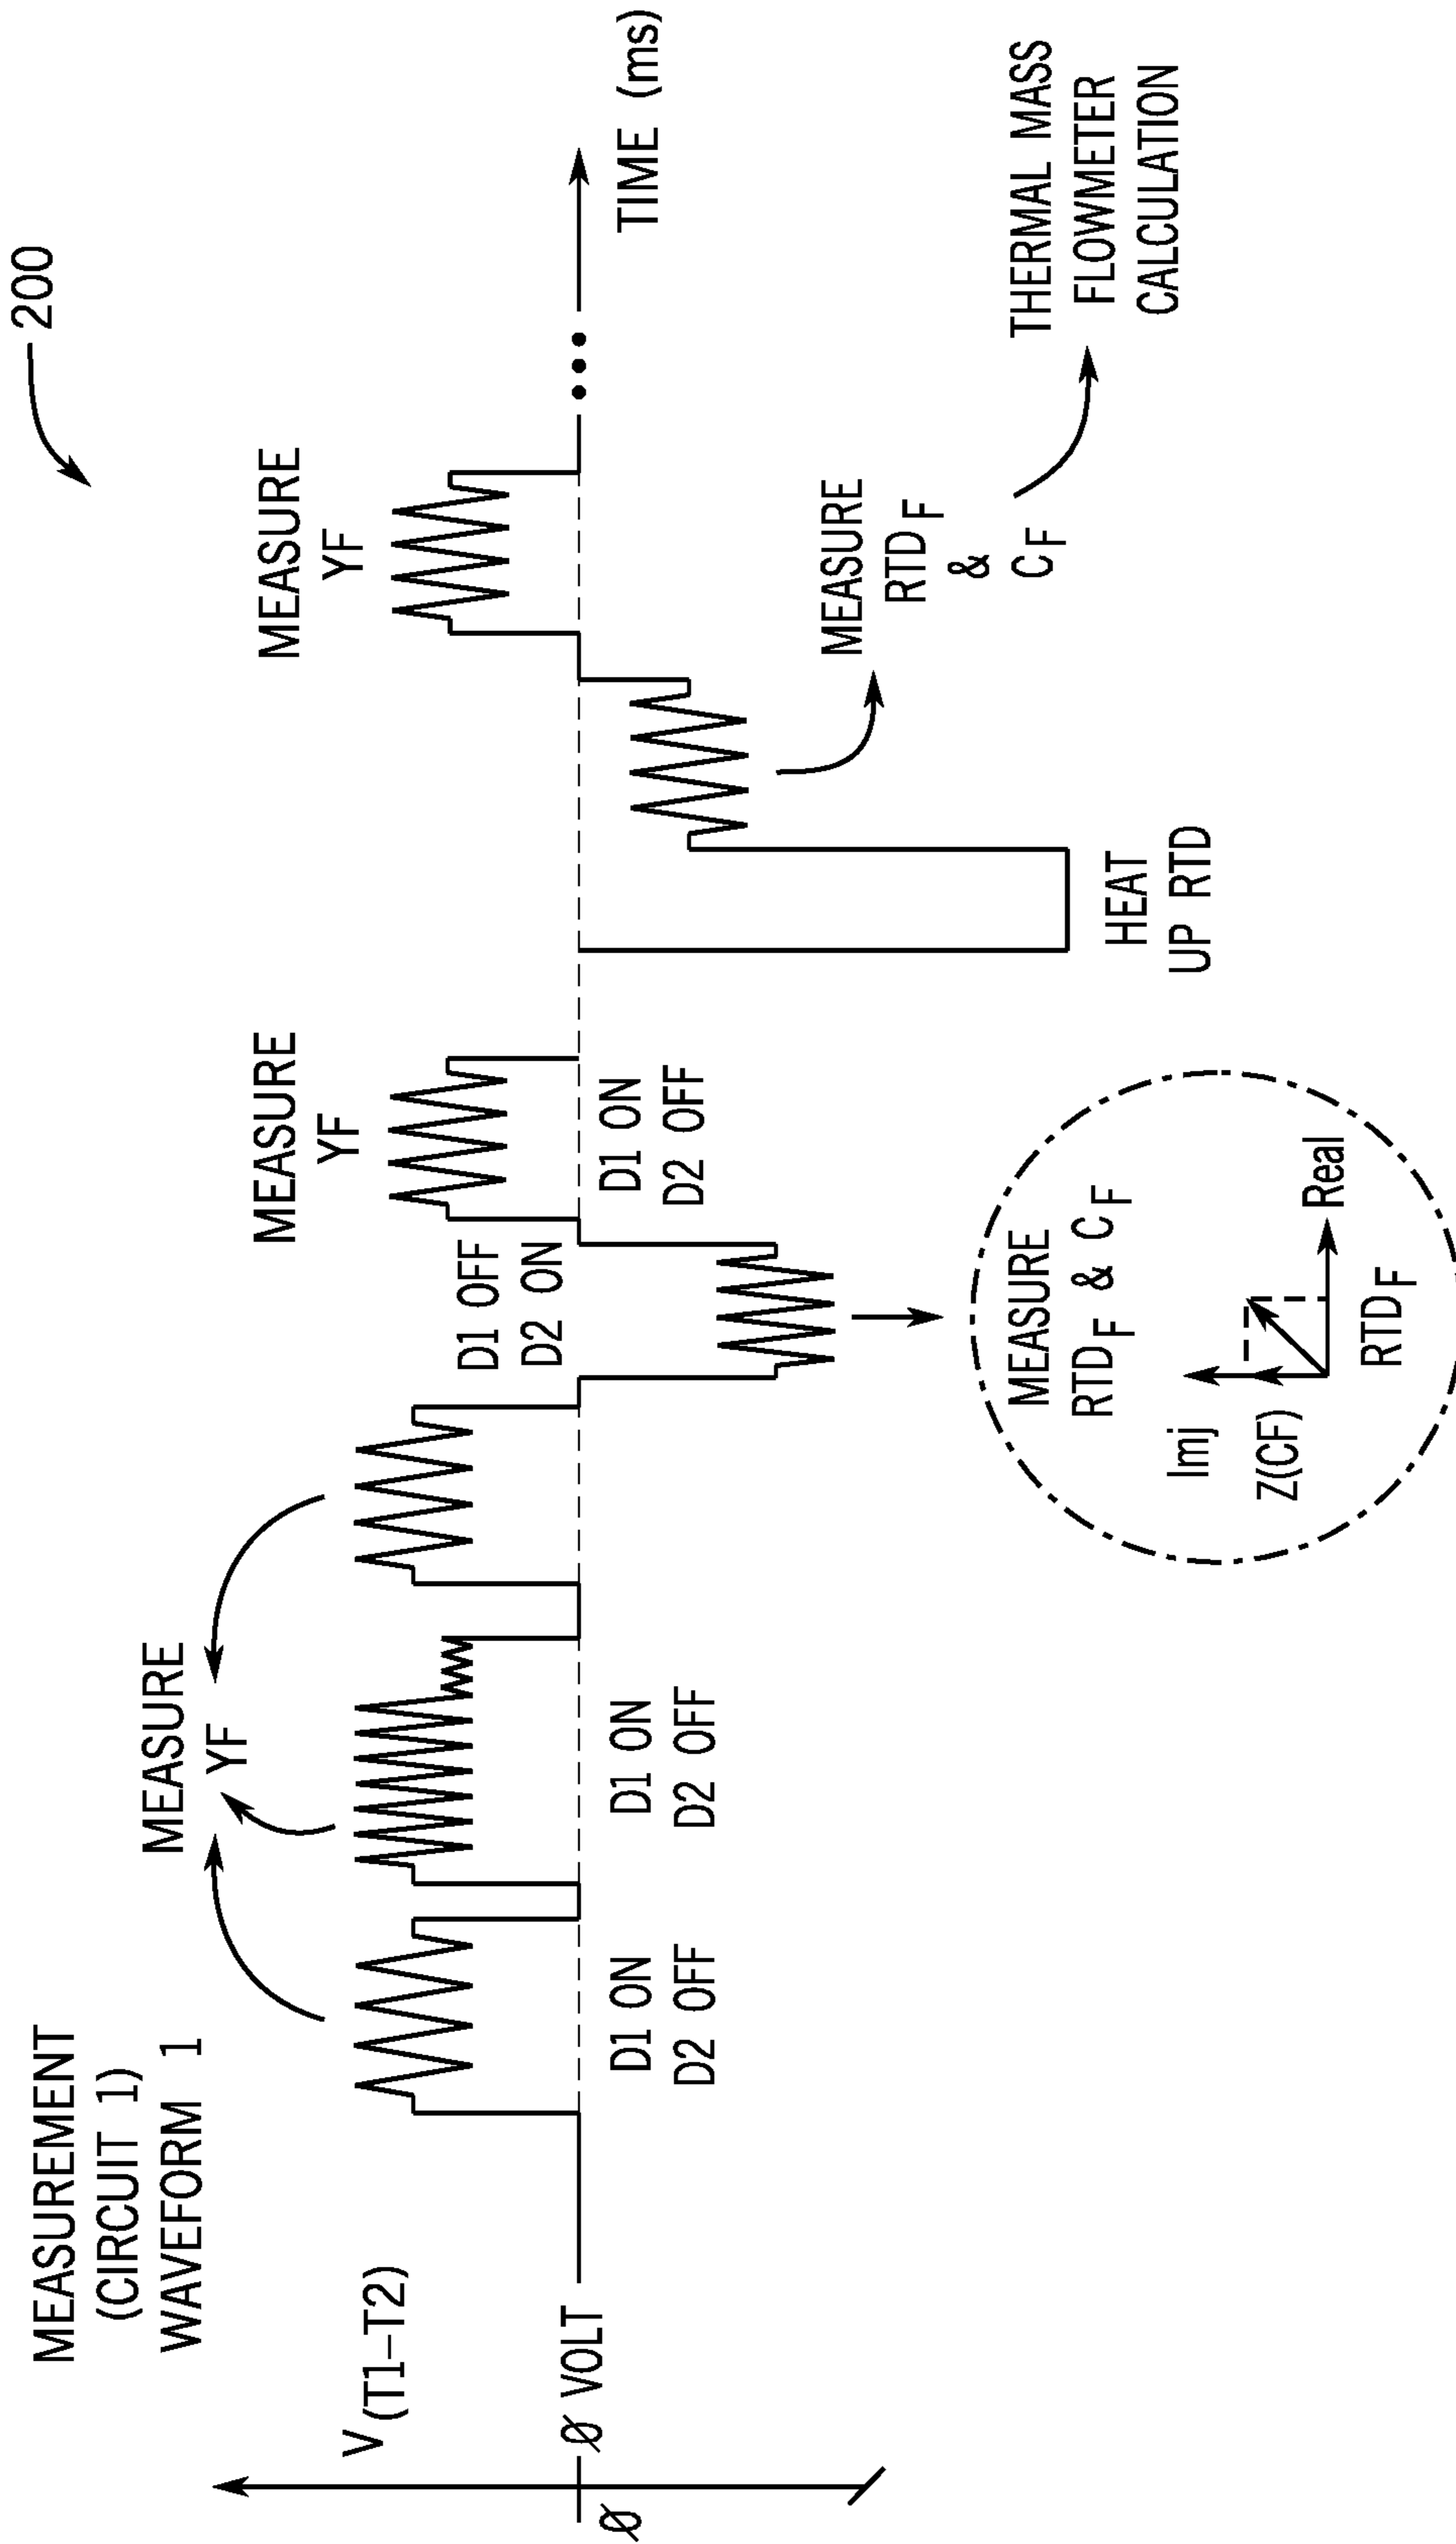 200
MEASUREMENT
(CIRCUIT 1)
WAVEFORM 1
V(T1–T2)
Ø VOLT
Ø
MEASURE
YF
D1 ON
D2 OFF
D1 ON
D2 OFF
D1 OFF
D2 ON
MEASURE
YF
D1 ON
D2 OFF
MEASURE
YF
TIME (ms)
MEASURE
RTDF & CF
Imj
Z(CF)
Real
RTDF
HEAT
UP RTD
MEASURE
RTDF
&
CF
THERMAL MASS
FLOWMETER
CALCULATION